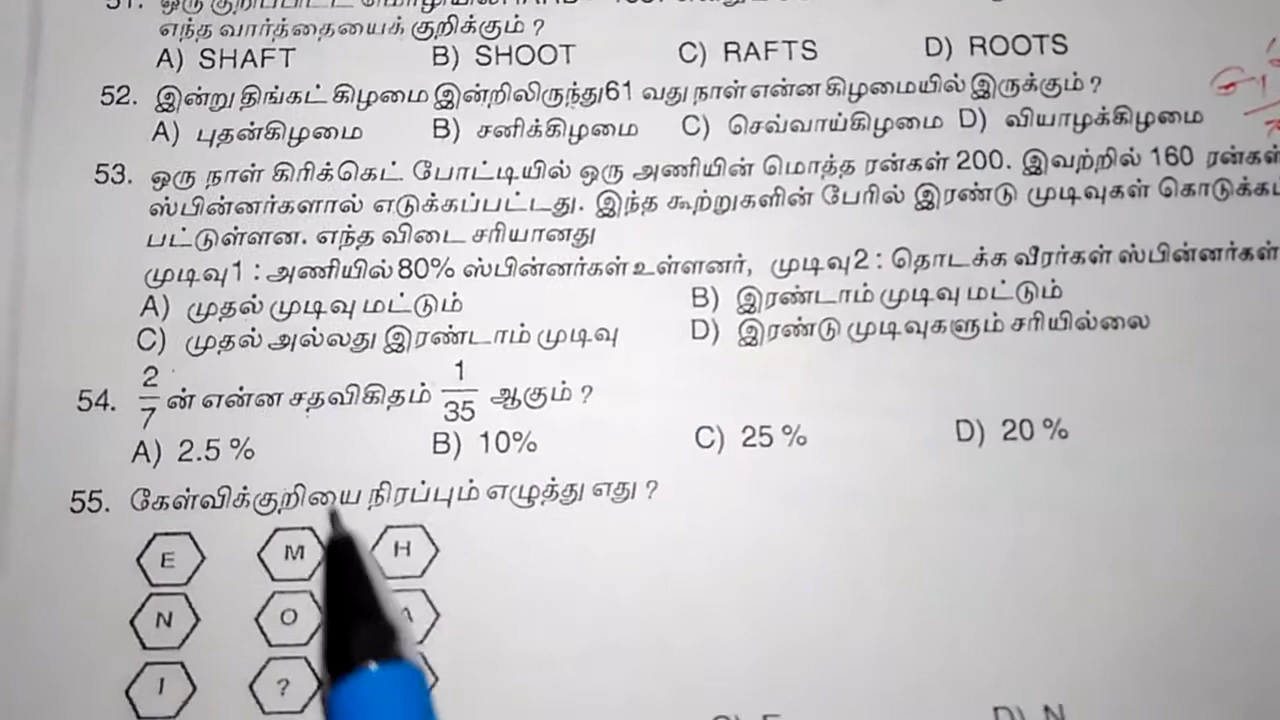 எந்த வார்த்தையைக் குறிக்கும் ?
A) SHAFT B) SHOOT C) RAFTS D) ROOTS
52. இன்று திங்கட் கிழமை இன்றிலிருந்து61 வது நாள் என்ன கிழமையில் இருக்கும் ?
A) புதன்கிழமை B) சனிக்கிழமை C) செவ்வாய்கிழமை D) வியாழக்கிழமை
53. ஒரு நாள் கிரிக்கெட் போட்டியில் ஒரு அணியின் மொத்த ரன்கள் 200. இவற்றில் 160 ரன்கள்
ஸ்பின்னர்களால் எடுக்கப்பட்டது. இந்த கூற்றுகளின் பேரில் இரண்டு முடிவுகள்
பட்டுள்ளன. எந்த விடை சரியானது
முடிவு1 : அணியில் 80% ஸ்பின்னர்கள் உள்ளனர், முடிவு2 : தொடக்க வீரர்கள் ஸ்பின்னர்கள்
A) முதல் முடிவு மட்டும் B) இரண்டாம் முடிவு மட்டும்
C) முதல் அல்லது இரண்டாம் முடிவு D) இரண்டு முடிவுகளும் சரியில்லை
54. 2/7 ன் என்ன சதவிகிதம் 1/35 ஆகும் ?
A) 2.5 % B) 10% C) 25 % D) 20 %
55. கேள்விக்குறியை நிரப்பும் எழுத்து எது ?
E M H
N O A
I ?